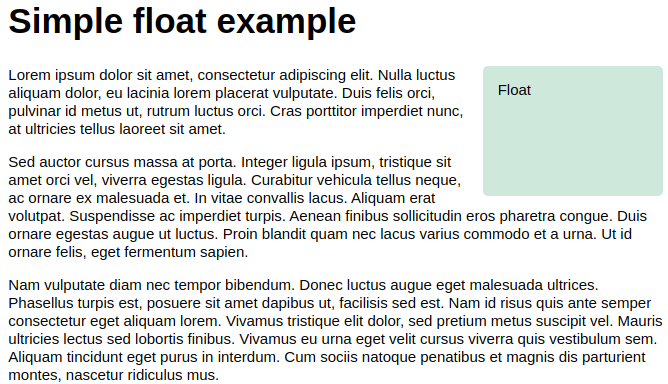 Simple float example
Lorem ipsum dolor sit amet, consectetur adipiscing elit. Nulla luctus
aliquam dolor, eu lacinia lorem placerat vulputate. Duis felis orci,
pulvinar id metus ut, rutrum luctus orci. Cras porttitor imperdiet nunc,
at ultricies tellus laoreet sit amet.
Float
Sed auctor cursus massa at porta. Integer ligula ipsum, tristique sit
amet orci vel, viverra egestas ligula. Curabitur vehicula tellus neque,
ac ornare ex malesuada et. In vitae convallis lacus. Aliquam erat
volutpat. Suspendisse ac imperdiet turpis. Aenean finibus sollicitudin eros pharetra congue. Duis
ornare egestas augue ut luctus. Proin blandit quam nec lacus varius commodo et a urna. Ut id
ornare felis, eget fermentum sapien.
Nam vulputate diam nec tempor bibendum. Donec luctus augue eget malesuada ultrices.
Phasellus turpis est, posuere sit amet dapibus ut, facilisis sed est. Nam id risus quis ante semper
consectetur eget aliquam lorem. Vivamus tristique elit dolor, sed pretium metus suscipit vel. Mauris
ultricies lectus sed lobortis finibus. Vivamus eu urna eget velit cursus viverra quis vestibulum sem.
Aliquam tincidunt eget purus in interdum. Cum sociis natoque penatibus et magnis dis parturient
montes, nascetur ridiculus mus.